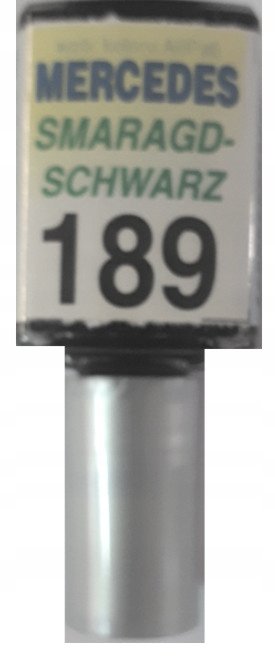 MERCEDES
SMARAGD-
SCHWARZ
189